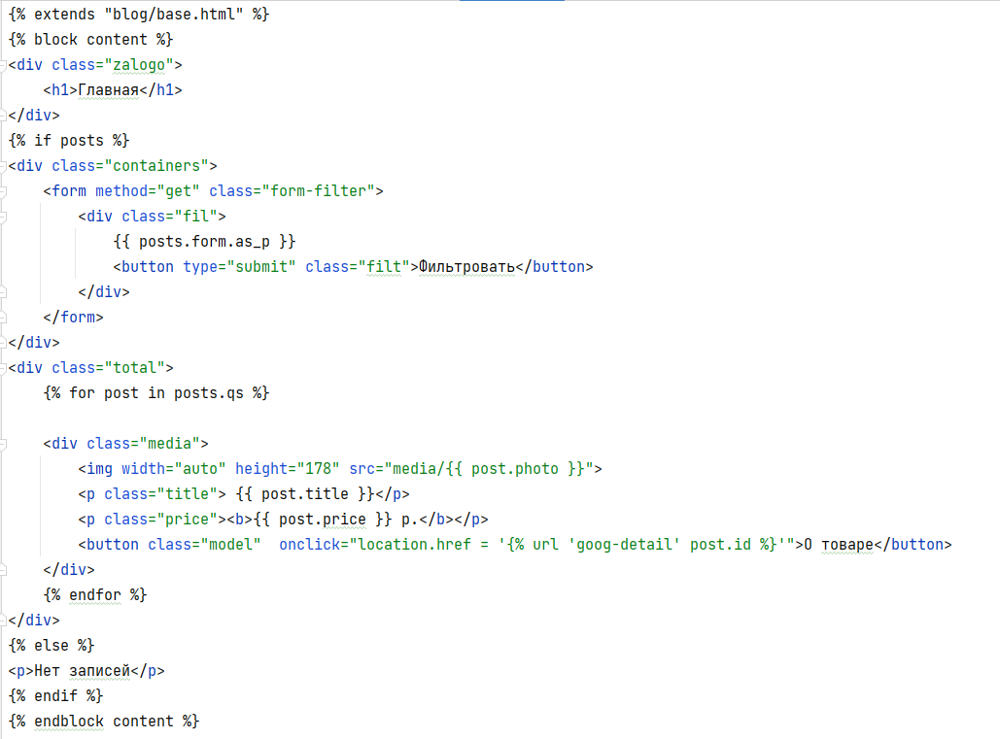 {% extends "blog/base.html" %}
{% block content %}
<div class="zalogo">
    <h1>Главная</h1>
</div>
{% if posts %}
<div class="containers">
    <form method="get" class="form-filter">
        <div class="fil">
            {{ posts.form.as_p }}
            <button type="submit" class="filt">Фильтровать</button>
        </div>
    </form>
</div>
<div class="total">
    {% for post in posts.qs %}

    <div class="media">
        <img width="auto" height="178" src="media/{{ post.photo }}">
        <p class="title"> {{ post.title }}</p>
        <p class="price"><b>{{ post.price }} р.</b></p>
        <button class="model"  onclick="location.href = '{% url 'goog-detail' post.id %}'">О товаре</button>
    </div>
    {% endfor %}
</div>
{% else %}
<p>Нет записей</p>
{% endif %}
{% endblock content %}